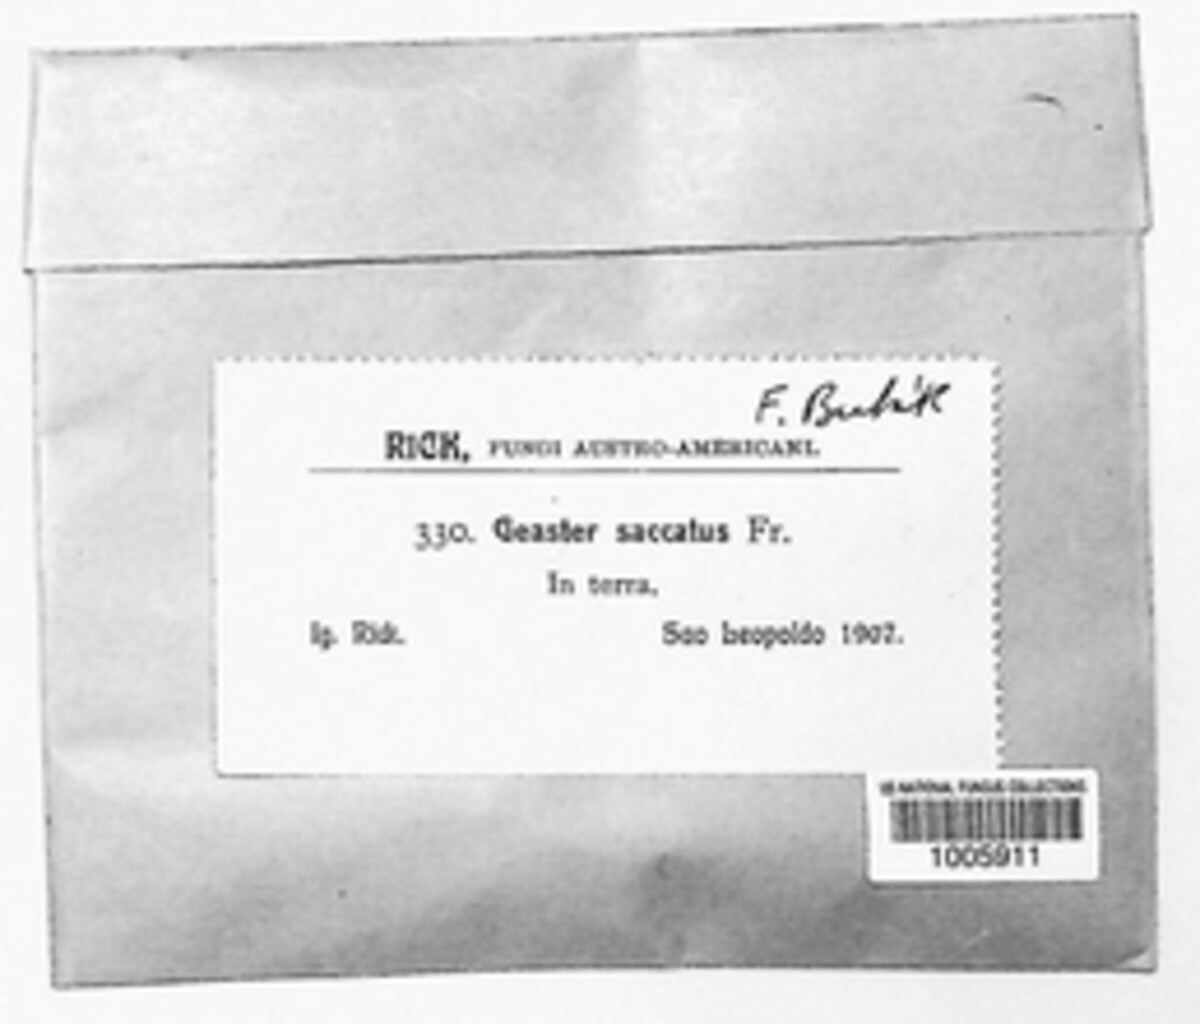 F. Bubák
RICK, FUNGI AUSTRO-AMERICANI.
330. Geaster saccatus Fr.
In terra.
lg. Rick.
Sao Leopoldo 1907.
US NATIONAL FUNGUS COLLECTIONS
1005911